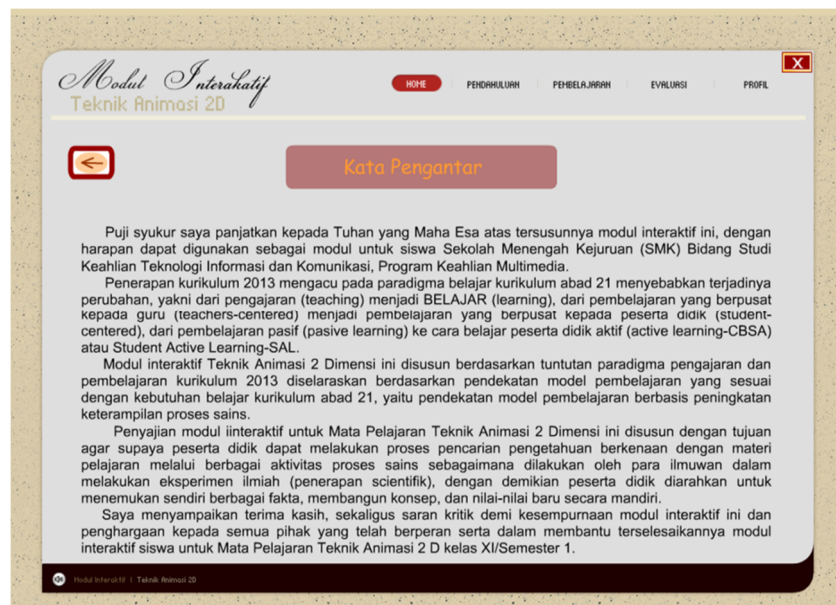 X
Modul Interakatif
Teknik Animasi 2D
HOME PENDAHULUAN PEMBELAJARAN EVALUASI PROFIL
Kata Pengantar
Puji syukur saya panjatkan kepada Tuhan yang Maha Esa atas tersusunnya modul interaktif ini, dengan
harapan dapat digunakan sebagai modul untuk siswa Sekolah Menengah Kejuruan (SMK) Bidang Studi
Keahlian Teknologi Informasi dan Komunikasi, Program Keahlian Multimedia.
Penerapan kurikulum 2013 mengacu pada paradigma belajar kurikulum abad 21 menyebabkan terjadinya
perubahan, yakni dari pengajaran (teaching) menjadi BELAJAR (learning), dari pembelajaran yang berpusat
kepada guru (teachers-centered) menjadi pembelajaran yang berpusat kepada peserta didik (student-
centered), dari pembelajaran pasif (pasive learning) ke cara belajar peserta didik aktif (active learning-CBSA)
atau Student Active Learning-SAL.
Modul interaktif Teknik Animasi 2 Dimensi ini disusun berdasarkan tuntutan paradigma pengajaran dan
pembelajaran kurikulum 2013 diselaraskan berdasarkan pendekatan model pembelajaran yang sesuai
dengan kebutuhan belajar kurikulum abad 21, yaitu pendekatan model pembelajaran berbasis peningkatan
keterampilan proses sains.
Penyajian modul iinteraktif untuk Mata Pelajaran Teknik Animasi 2 Dimensi ini disusun dengan tujuan
agar supaya peserta didik dapat melakukan proses pencarian pengetahuan berkenaan dengan materi
pelajaran melalui berbagai aktivitas proses sains sebagaimana dilakukan oleh para ilmuwan dalam
melakukan eksperimen ilmiah (penerapan scientifik), dengan demikian peserta didik diarahkan untuk
menemukan sendiri berbagai fakta, membangun konsep, dan nilai-nilai baru secara mandiri.
Saya menyampaikan terima kasih, sekaligus saran kritik demi kesempurnaan modul interaktif ini dan
penghargaan kepada semua pihak yang telah berperan serta dalam membantu terselesaikannya modul
interaktif siswa untuk Mata Pelajaran Teknik Animasi 2 D kelas XI/Semester 1.
Modul Interaktif | Teknik Animasi 2D